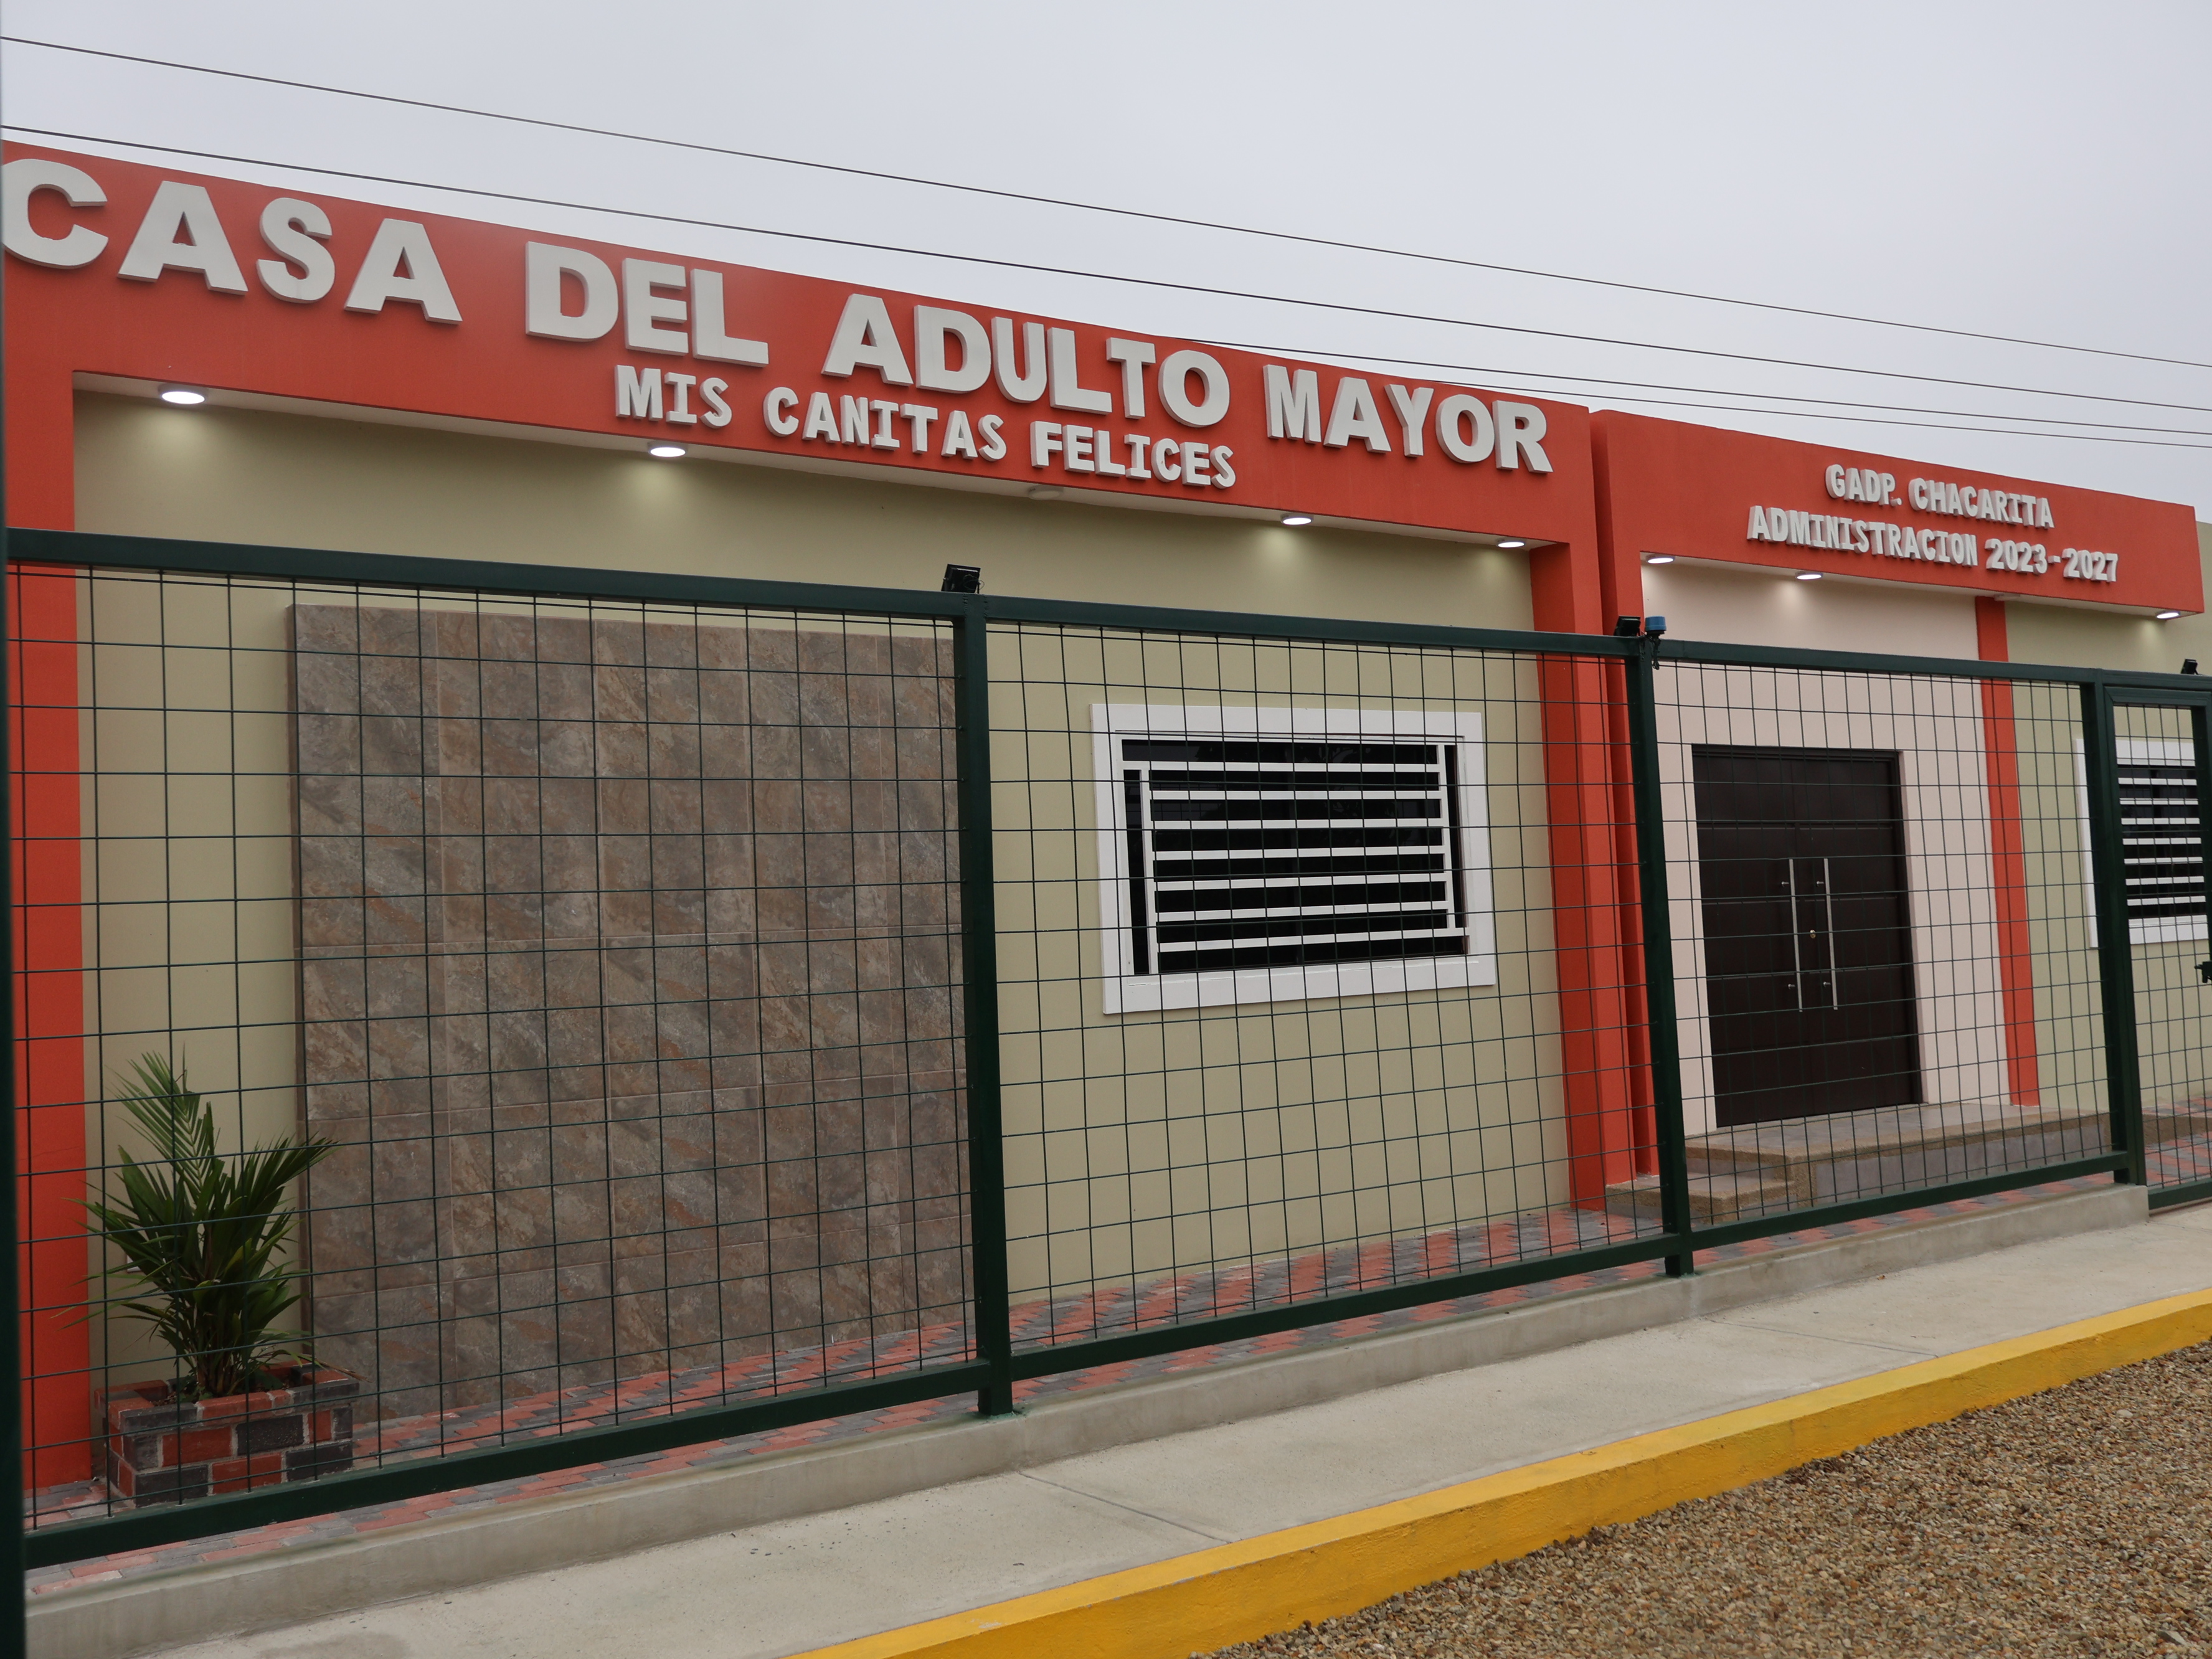 CASA DEL ADULTO MAYOR
MIS CANITAS FELICES
GADP. CHACARITA
ADMINISTRACION 2023-2027